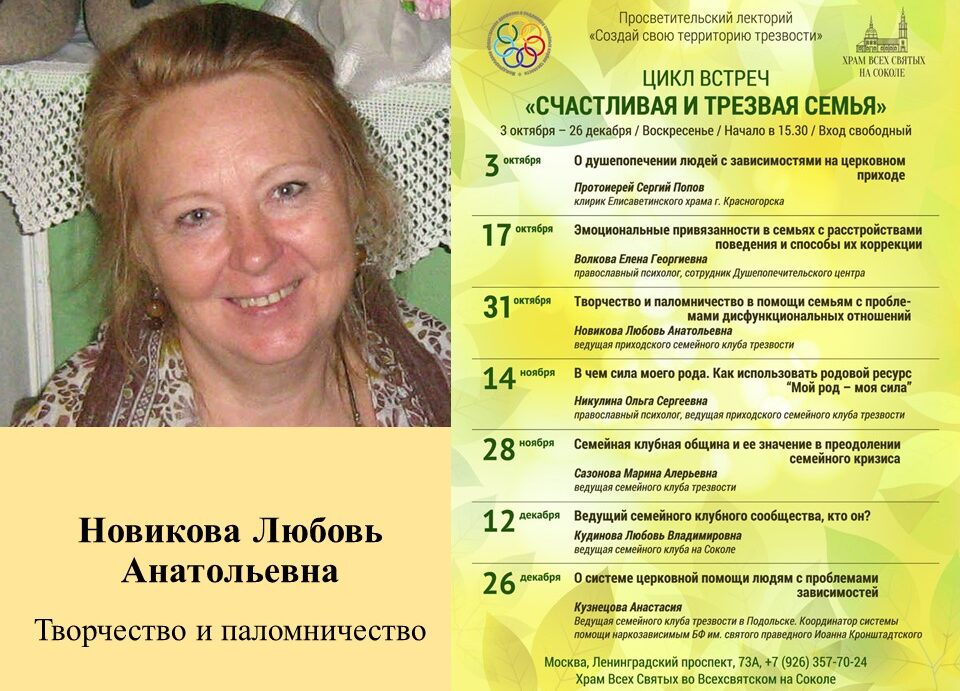 Новикова Любовь
Анатольевна
Творчество и паломничество
Просветительский лекторий
«Создай свою территорию трезвости»
ХРАМ ВСЕХ СВЯТЫХ
НА СОКОЛЕ
ЦИКЛ ВСТРЕЧ
«СЧАСТЛИВАЯ И ТРЕЗВАЯ СЕМЬЯ»
3 октября – 26 декабря / Воскресенье / Начало в 15.30 / Вход свободный
3 октября О душепопечении людей с зависимостями на церковном
приходе
Протоиерей Сергий Попов
клирик Елисаветинского храма г. Красногорска
17 октября Эмоциональные привязанности в семьях с расстройствами
поведения и способы их коррекции
Волкова Елена Георгиевна
православный психолог, сотрудник Душепопечительского центра
31 октября Творчество и паломничество в помощи семьям с пробле-
мами дисфункциональных отношений
Новикова Любовь Анатольевна
ведущая приходского семейного клуба трезвости
14 ноября В чем сила моего рода. Как использовать родовой ресурс
“Мой род – моя сила”
Никулина Ольга Сергеевна
православный психолог, ведущая приходского семейного клуба трезвости
28 ноября Семейная клубная община и ее значение в преодолении
семейного кризиса
Сазонова Марина Алерьевна
ведущая семейного клуба трезвости
12 декабря Ведущий семейного клубного сообщества, кто он?
Кудинова Любовь Владимировна
ведущая семейного клуба на Соколе
26 декабря О системе церковной помощи людям с проблемами
зависимостей
Кузнецова Анастасия
Ведущая семейного клуба трезвости в Подольске. Координатор системы
помощи наркозависимым БФ им. святого праведного Иоанна Кронштадтского
Москва, Ленинградский проспект, 73А, +7 (926) 357-70-24
Храм Всех Святых во Всехсвятском на Соколе